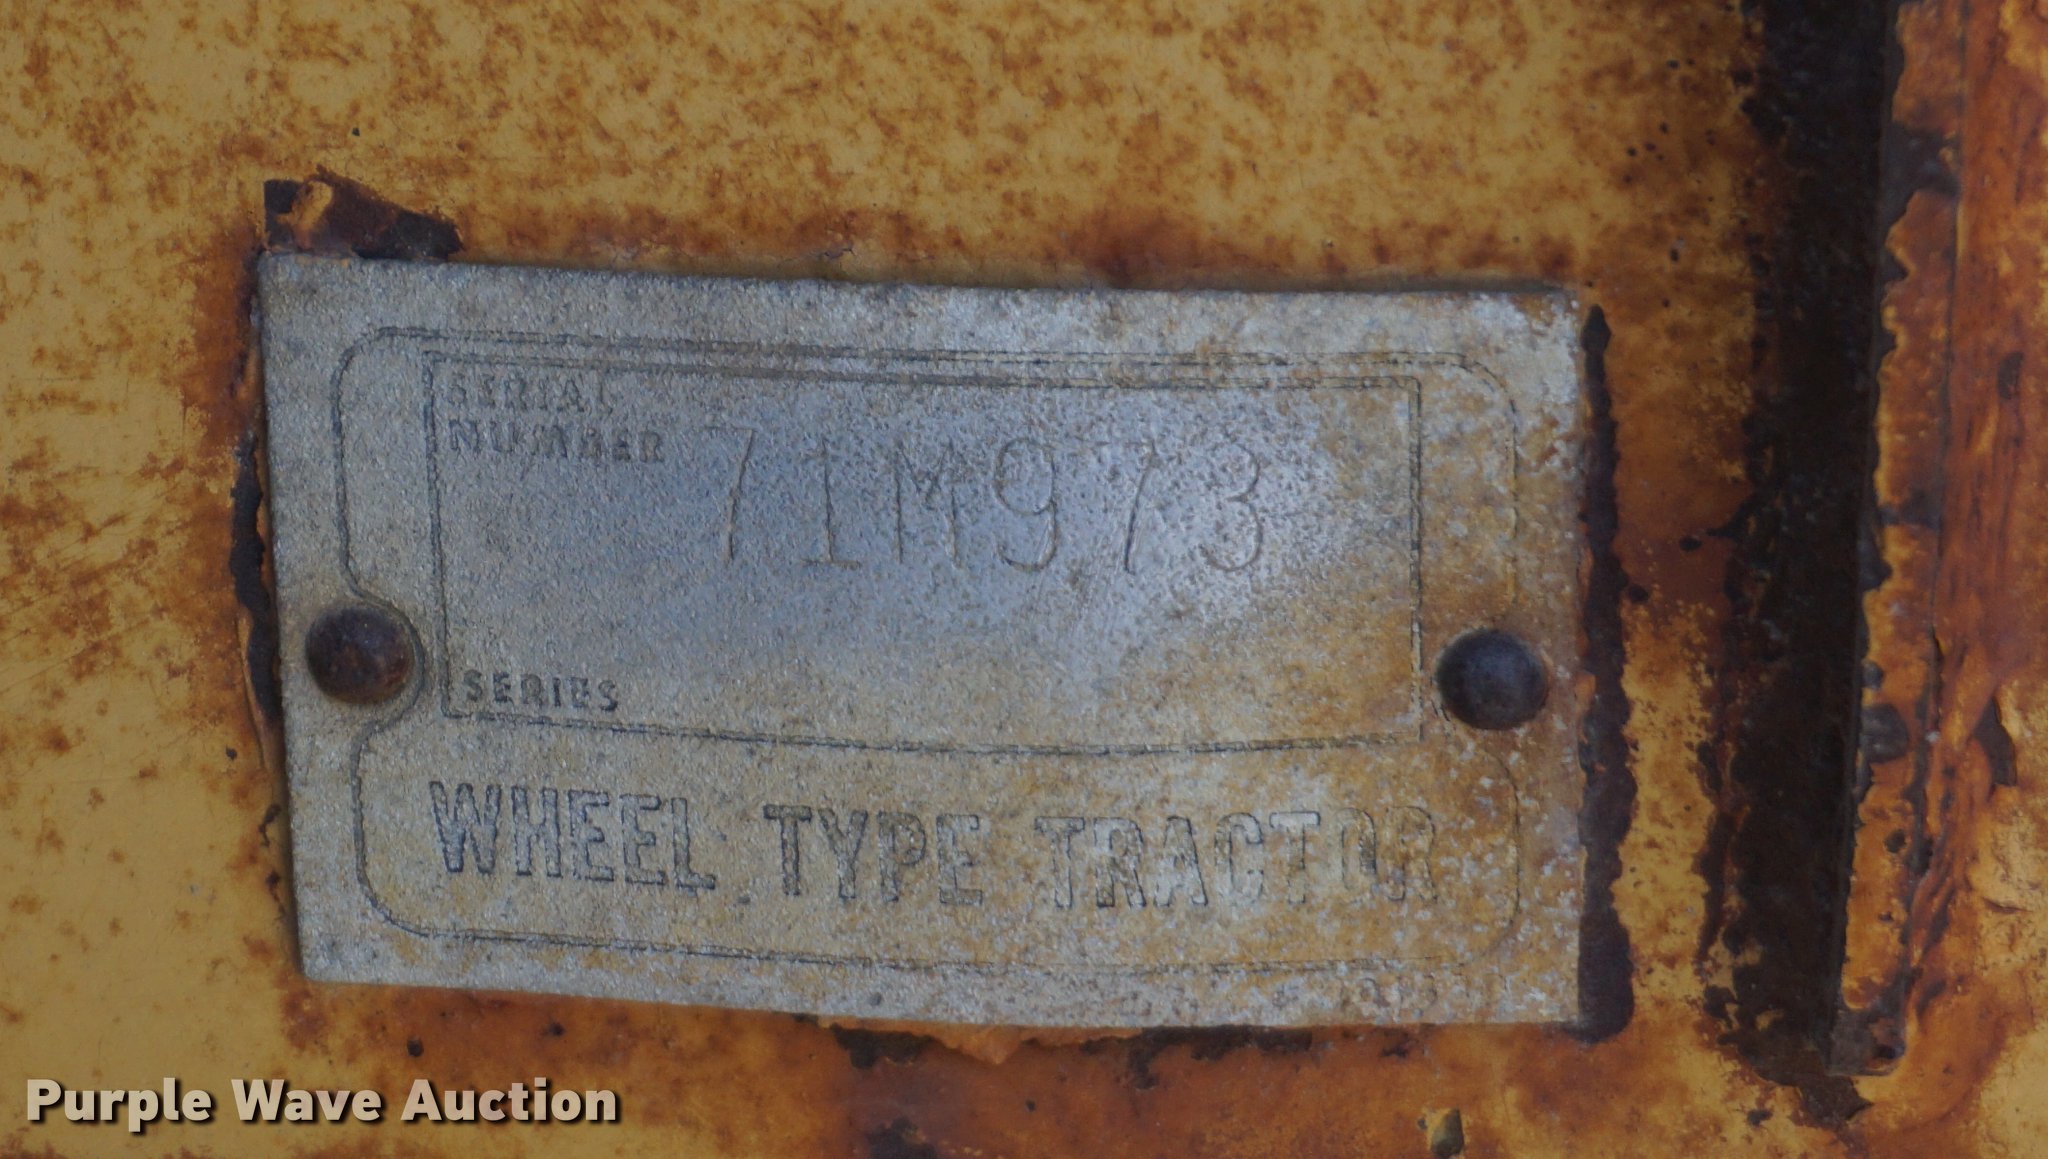 SERIAL
NUMBER 71M973
SERIES
WHEEL TYPE TRACTOR
Purple Wave Auction